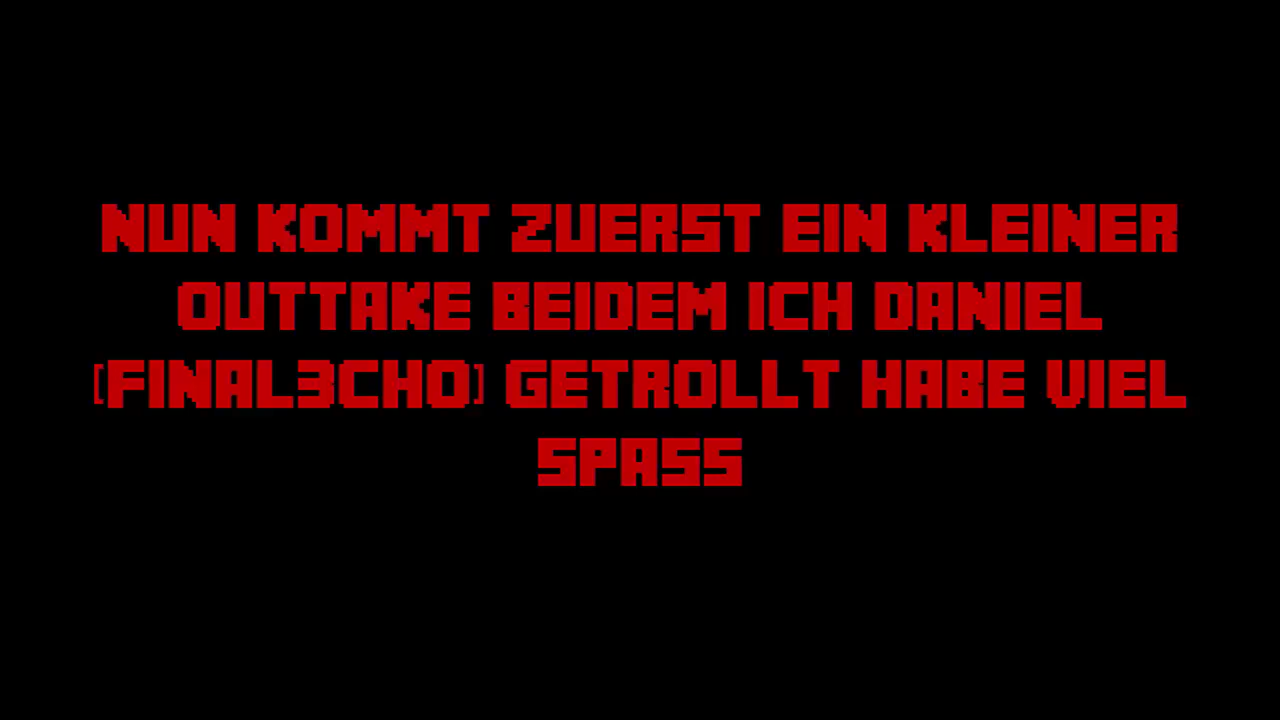 NUN KOMMT ZUERST EIN KLEINER
OUTTAKE BEIDEM ICH DANIEL
[FINAL3CHO] GETROLLT HABE VIEL
SPASS